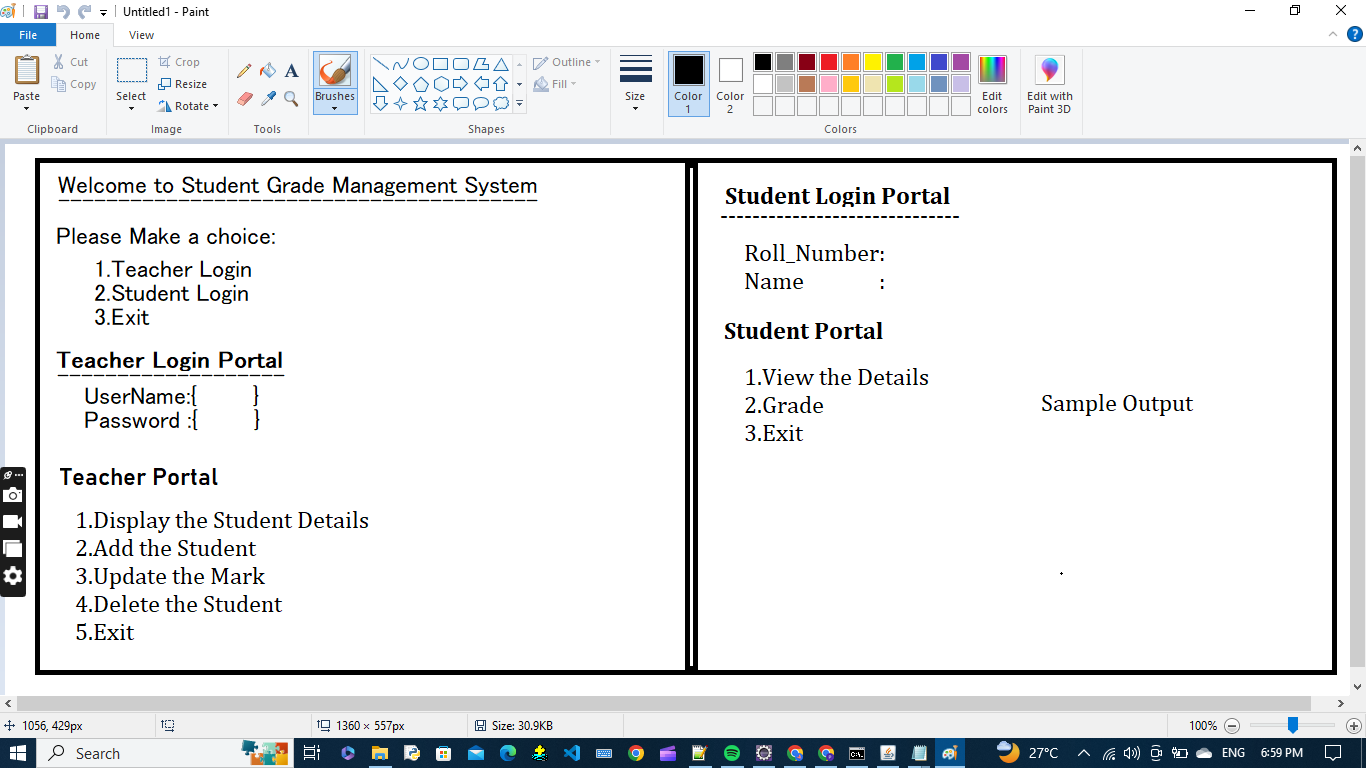 Untitled1 - Paint
File Home View
Paste Cut Copy Clipboard
Select Crop Resize Rotate Image
Tools
Brushes
Outline Fill Shapes
Size
Color 1 Color 2 Edit colors Colors
Edit with Paint 3D
Welcome to Student Grade Management System
----------------------------------------
Please Make a choice:
1.Teacher Login
2.Student Login
3.Exit
Teacher Login Portal
--------------------
UserName:{ }
Password :{ }
Teacher Portal
1.Display the Student Details
2.Add the Student
3.Update the Mark
4.Delete the Student
5.Exit
Student Login Portal
-----------------------------
Roll_Number:
Name :
Student Portal
1.View the Details
2.Grade
3.Exit
Sample Output
1056, 429px 1360 × 557px Size: 30.9KB 100%
Search 27°C ENG 6:59 PM